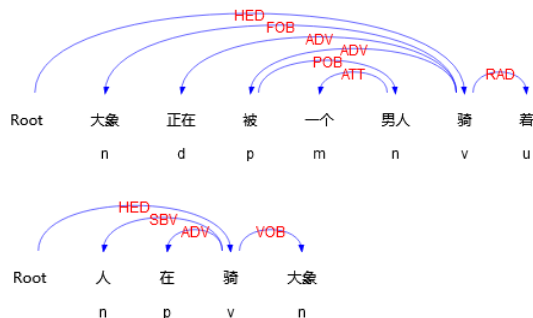 HED
FOB
ADV
ADV
POB
ATT
RAD
Root 大象 正在 被 一个 男人 骑 着
n d p m n v u
HED
SBV
ADV
VOB
Root 人 在 骑 大象
n p v n